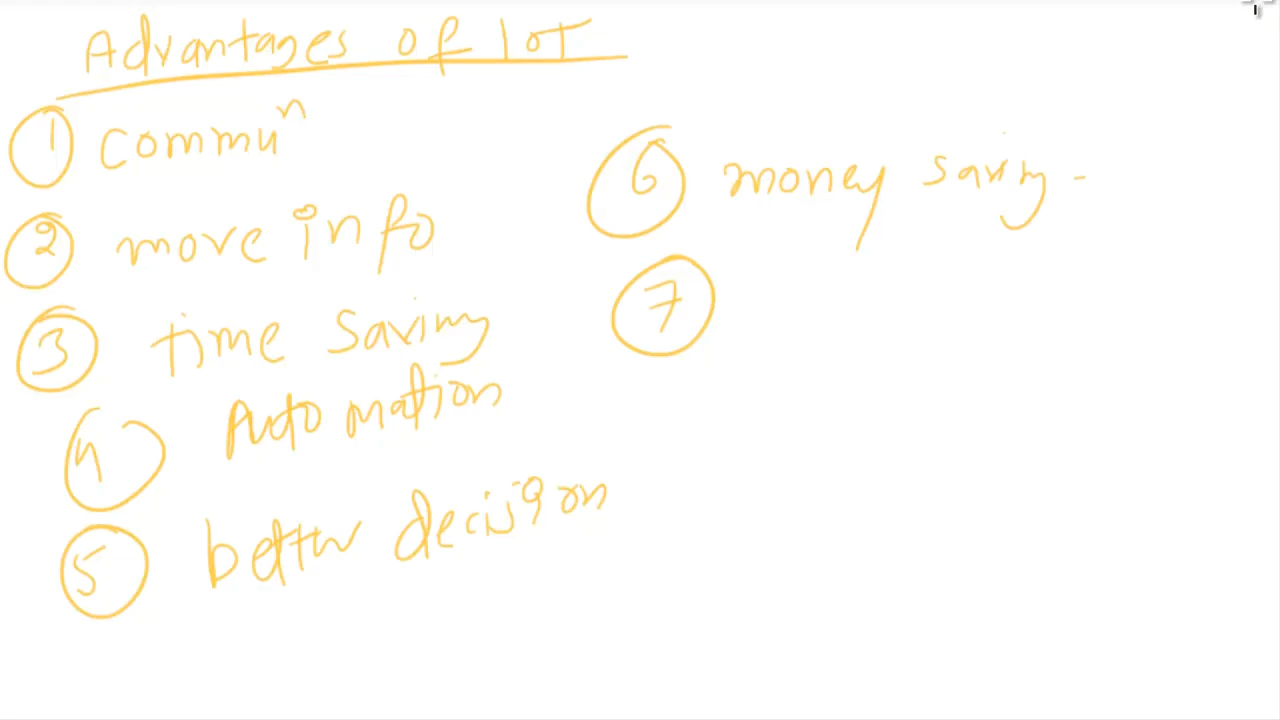 Advantages of IoT
1 commuⁿ
2 more info
3 time saving
4 Automation
5 better decision
6 money saving -
7